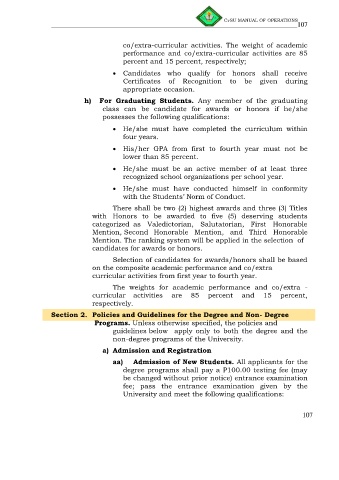 CvSU MANUAL OF OPERATIONS
107
co/extra-curricular activities. The weight of academic
performance and co/extra-curricular activities are 85
percent and 15 percent, respectively;
• Candidates who qualify for honors shall receive
Certificates of Recognition to be given during
appropriate occasion.
h) For Graduating Students. Any member of the graduating
class can be candidate for awards or honors if he/she
possesses the following qualifications:
• He/she must have completed the curriculum within
four years.
• His/her GPA from first to fourth year must not be
lower than 85 percent.
• He/she must be an active member of at least three
recognized school organizations per school year.
• He/she must have conducted himself in conformity
with the Students' Norm of Conduct.
There shall be two (2) highest awards and three (3) Titles
with Honors to be awarded to five (5) deserving students
categorized as Valedictorian, Salutatorian, First Honorable
Mention, Second Honorable Mention, and Third Honorable
Mention. The ranking system will be applied in the selection of
candidates for awards or honors.
Selection of candidates for awards/honors shall be based
on the composite academic performance and co/extra
curricular activities from first year to fourth year.
The weights for academic performance and co/extra -
curricular activities are 85 percent and 15 percent,
respectively.
Section 2. Policies and Guidelines for the Degree and Non- Degree
Programs. Unless otherwise specified, the policies and
guidelines below apply only to both the degree and the
non-degree programs of the University.
a) Admission and Registration
aa) Admission of New Students. All applicants for the
degree programs shall pay a P100.00 testing fee (may
be changed without prior notice) entrance examination
fee; pass the entrance examination given by the
University and meet the following qualifications:
107